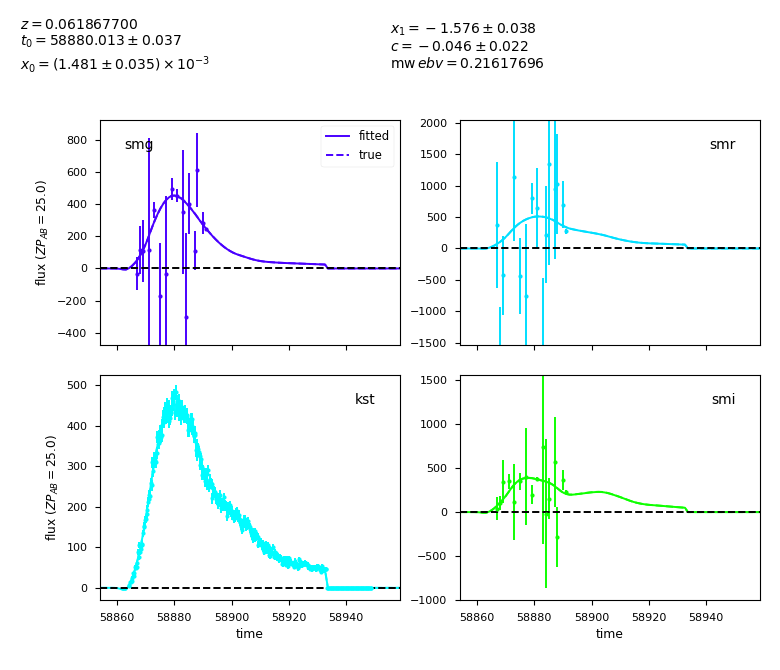 z = 0.061867700
t₀ = 58880.013 ± 0.037
x₀ = (1.481 ± 0.035) × 10⁻³
x₁ = −1.576 ± 0.038
c = −0.046 ± 0.022
mw ebv = 0.21617696
smg
fitted
true
800
600
400
200
0
−200
−400
flux (ZP_AB = 25.0)
smr
2000
1500
1000
500
0
−500
−1000
−1500
kst
500
400
300
200
100
0
flux (ZP_AB = 25.0)
58860 58880 58900 58920 58940
time
smi
1500
1000
500
0
−500
−1000
58860 58880 58900 58920 58940
time